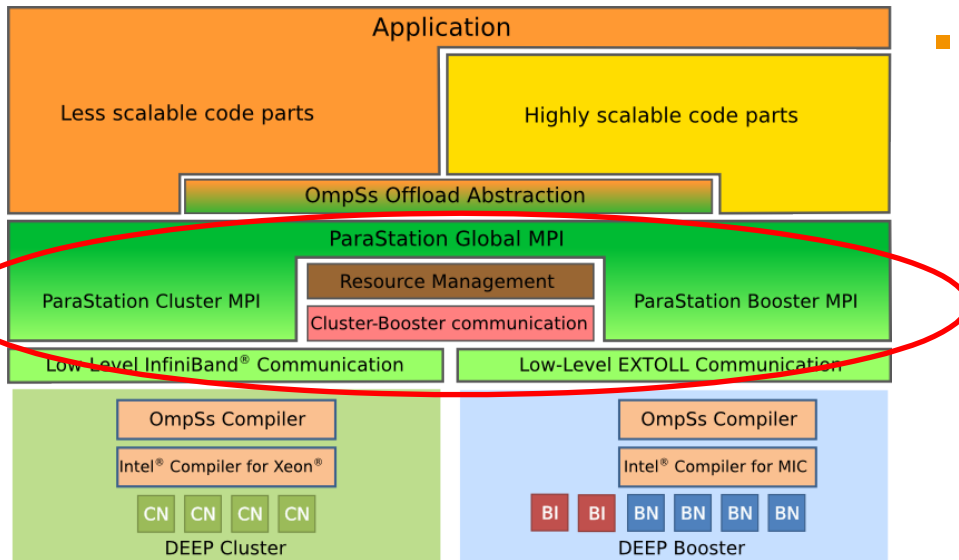 Application
Less scalable code parts
Highly scalable code parts
OmpSs Offload Abstraction
ParaStation Global MPI
Resource Management
ParaStation Cluster MPI
ParaStation Booster MPI
Cluster-Booster communication
Low-Level InfiniBand® Communication
Low-Level EXTOLL Communication
OmpSs Compiler
OmpSs Compiler
Intel® Compiler for Xeon®
Intel® Compiler for MIC
CN CN CN CN
BI BI BN BN BN BN
DEEP Cluster
DEEP Booster